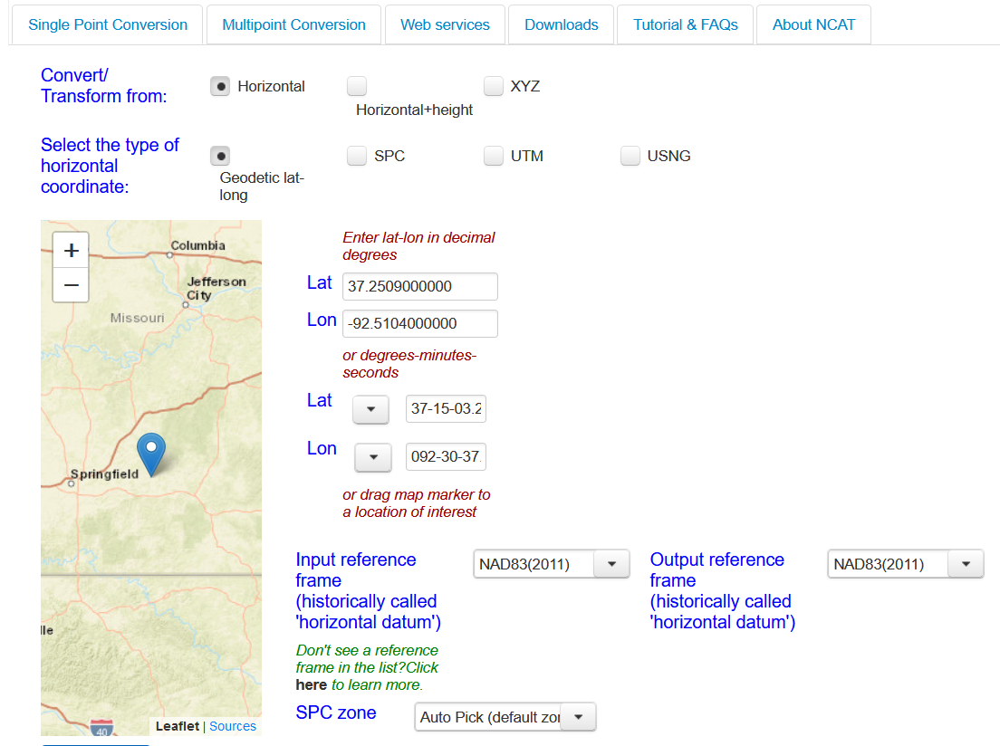 Single Point Conversion
Multipoint Conversion
Web services
Downloads
Tutorial & FAQs
About NCAT
Convert/
Transform from:
Horizontal
Horizontal+height
XYZ
Select the type of
horizontal
coordinate:
Geodetic lat-
long
SPC
UTM
USNG
+
−
Columbia
Jefferson
City
Missouri
Springfield
lle
40
Leaflet | Sources
Enter lat-lon in decimal
degrees
Lat
37.2509000000
Lon
-92.5104000000
or degrees-minutes-
seconds
Lat
37-15-03.2
Lon
092-30-37.
or drag map marker to
a location of interest
Input reference
frame
(historically called
'horizontal datum')
NAD83(2011)
Output reference
frame
(historically called
'horizontal datum')
NAD83(2011)
Don't see a reference
frame in the list?Click
here to learn more.
SPC zone
Auto Pick (default zo